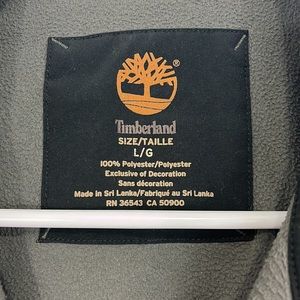 ®
Timberland
SIZE/TAILLE
L/G
100% Polyester/Polyester
Exclusive of Decoration
Sans décoration
Made in Sri Lanka/Fabriqué au Sri Lanka
RN 36543 CA 50900